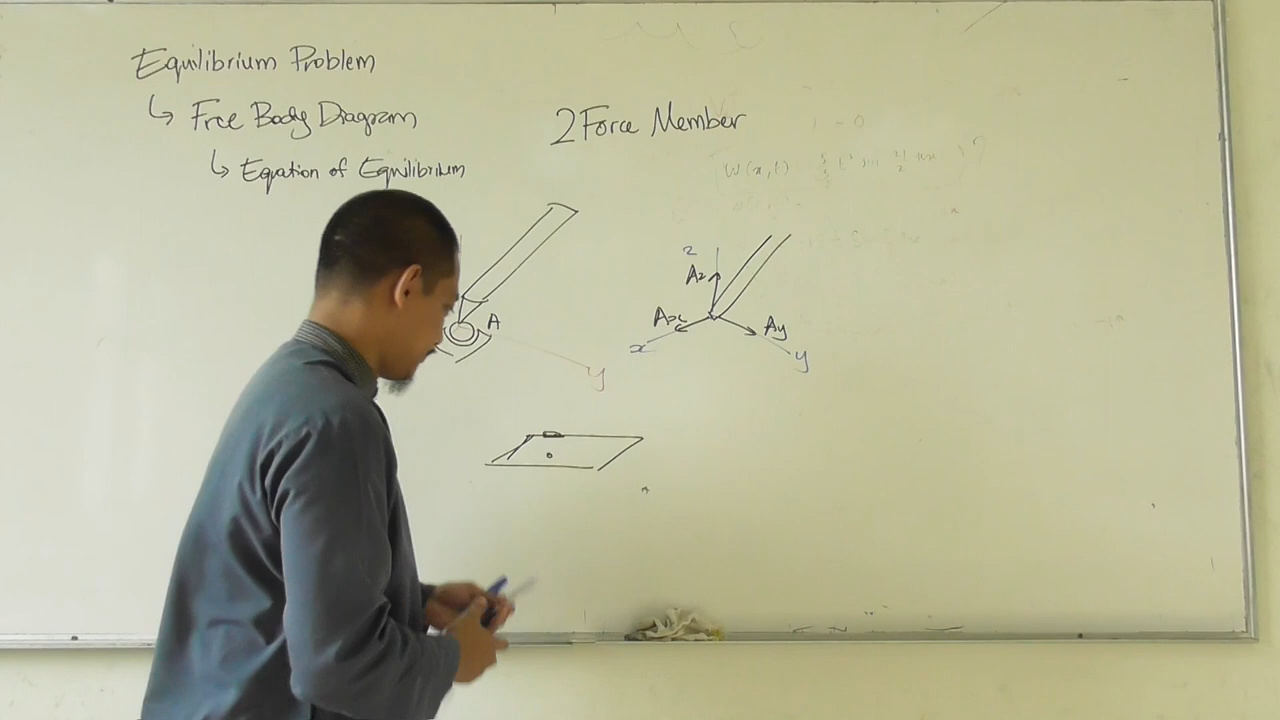 Equilibrium Problem
↳ Free Body Diagram
↳ Equation of Equilibrium
2 Force Member
A
y
z
Az
Ax
Ay
x
y